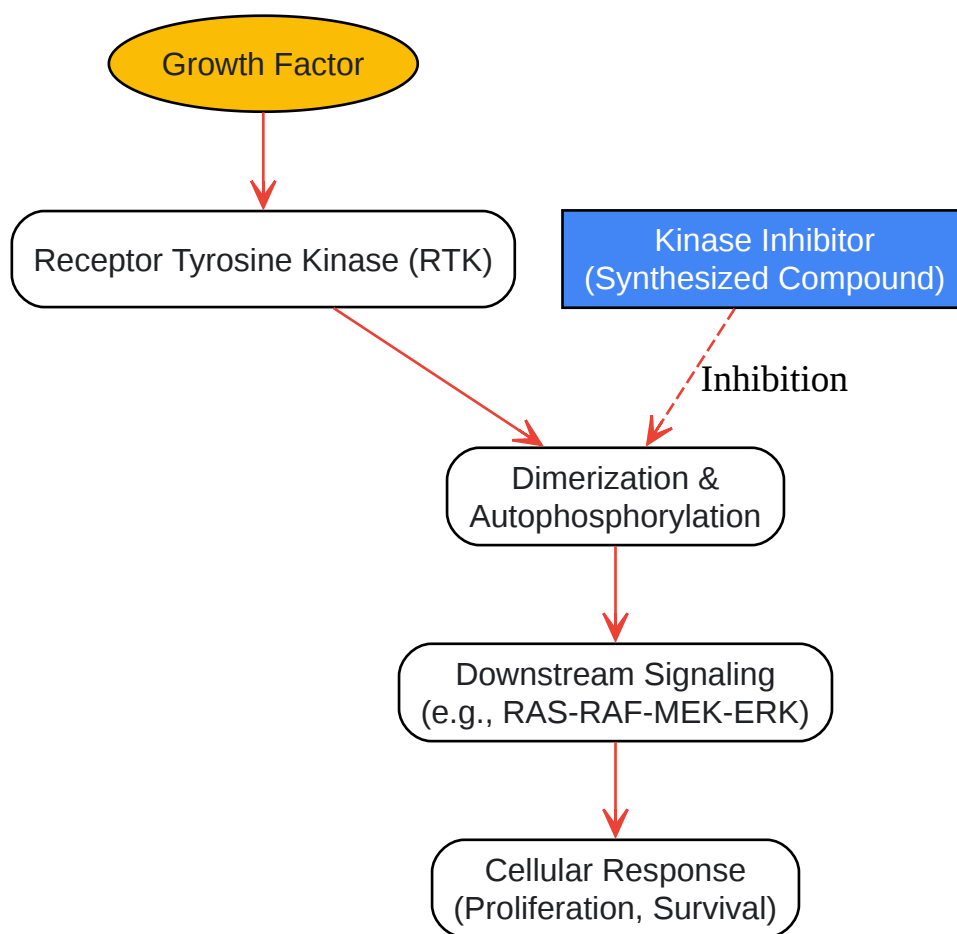 Growth Factor
Receptor Tyrosine Kinase (RTK)
Kinase Inhibitor
(Synthesized Compound)
Inhibition
Dimerization &
Autophosphorylation
Downstream Signaling
(e.g., RAS-RAF-MEK-ERK)
Cellular Response
(Proliferation, Survival)